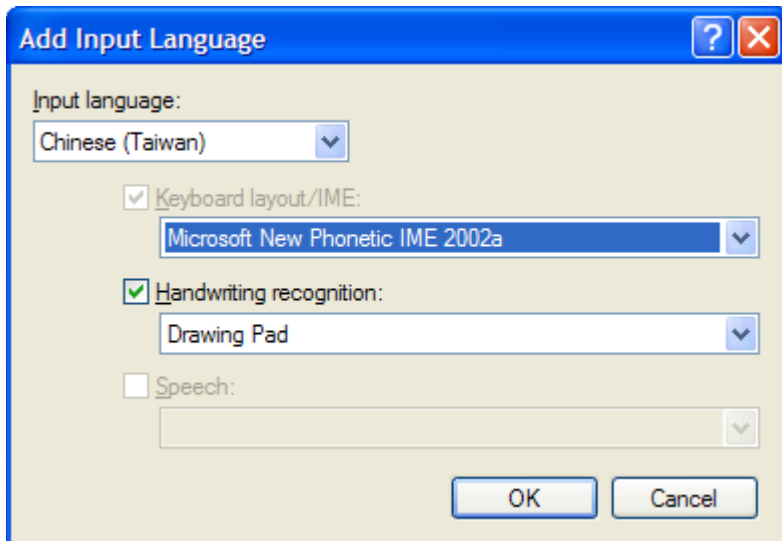 Add Input Language
Input language:
Chinese (Taiwan)
Keyboard layout/IME:
Microsoft New Phonetic IME 2002a
Handwriting recognition:
Drawing Pad
Speech:
OK Cancel